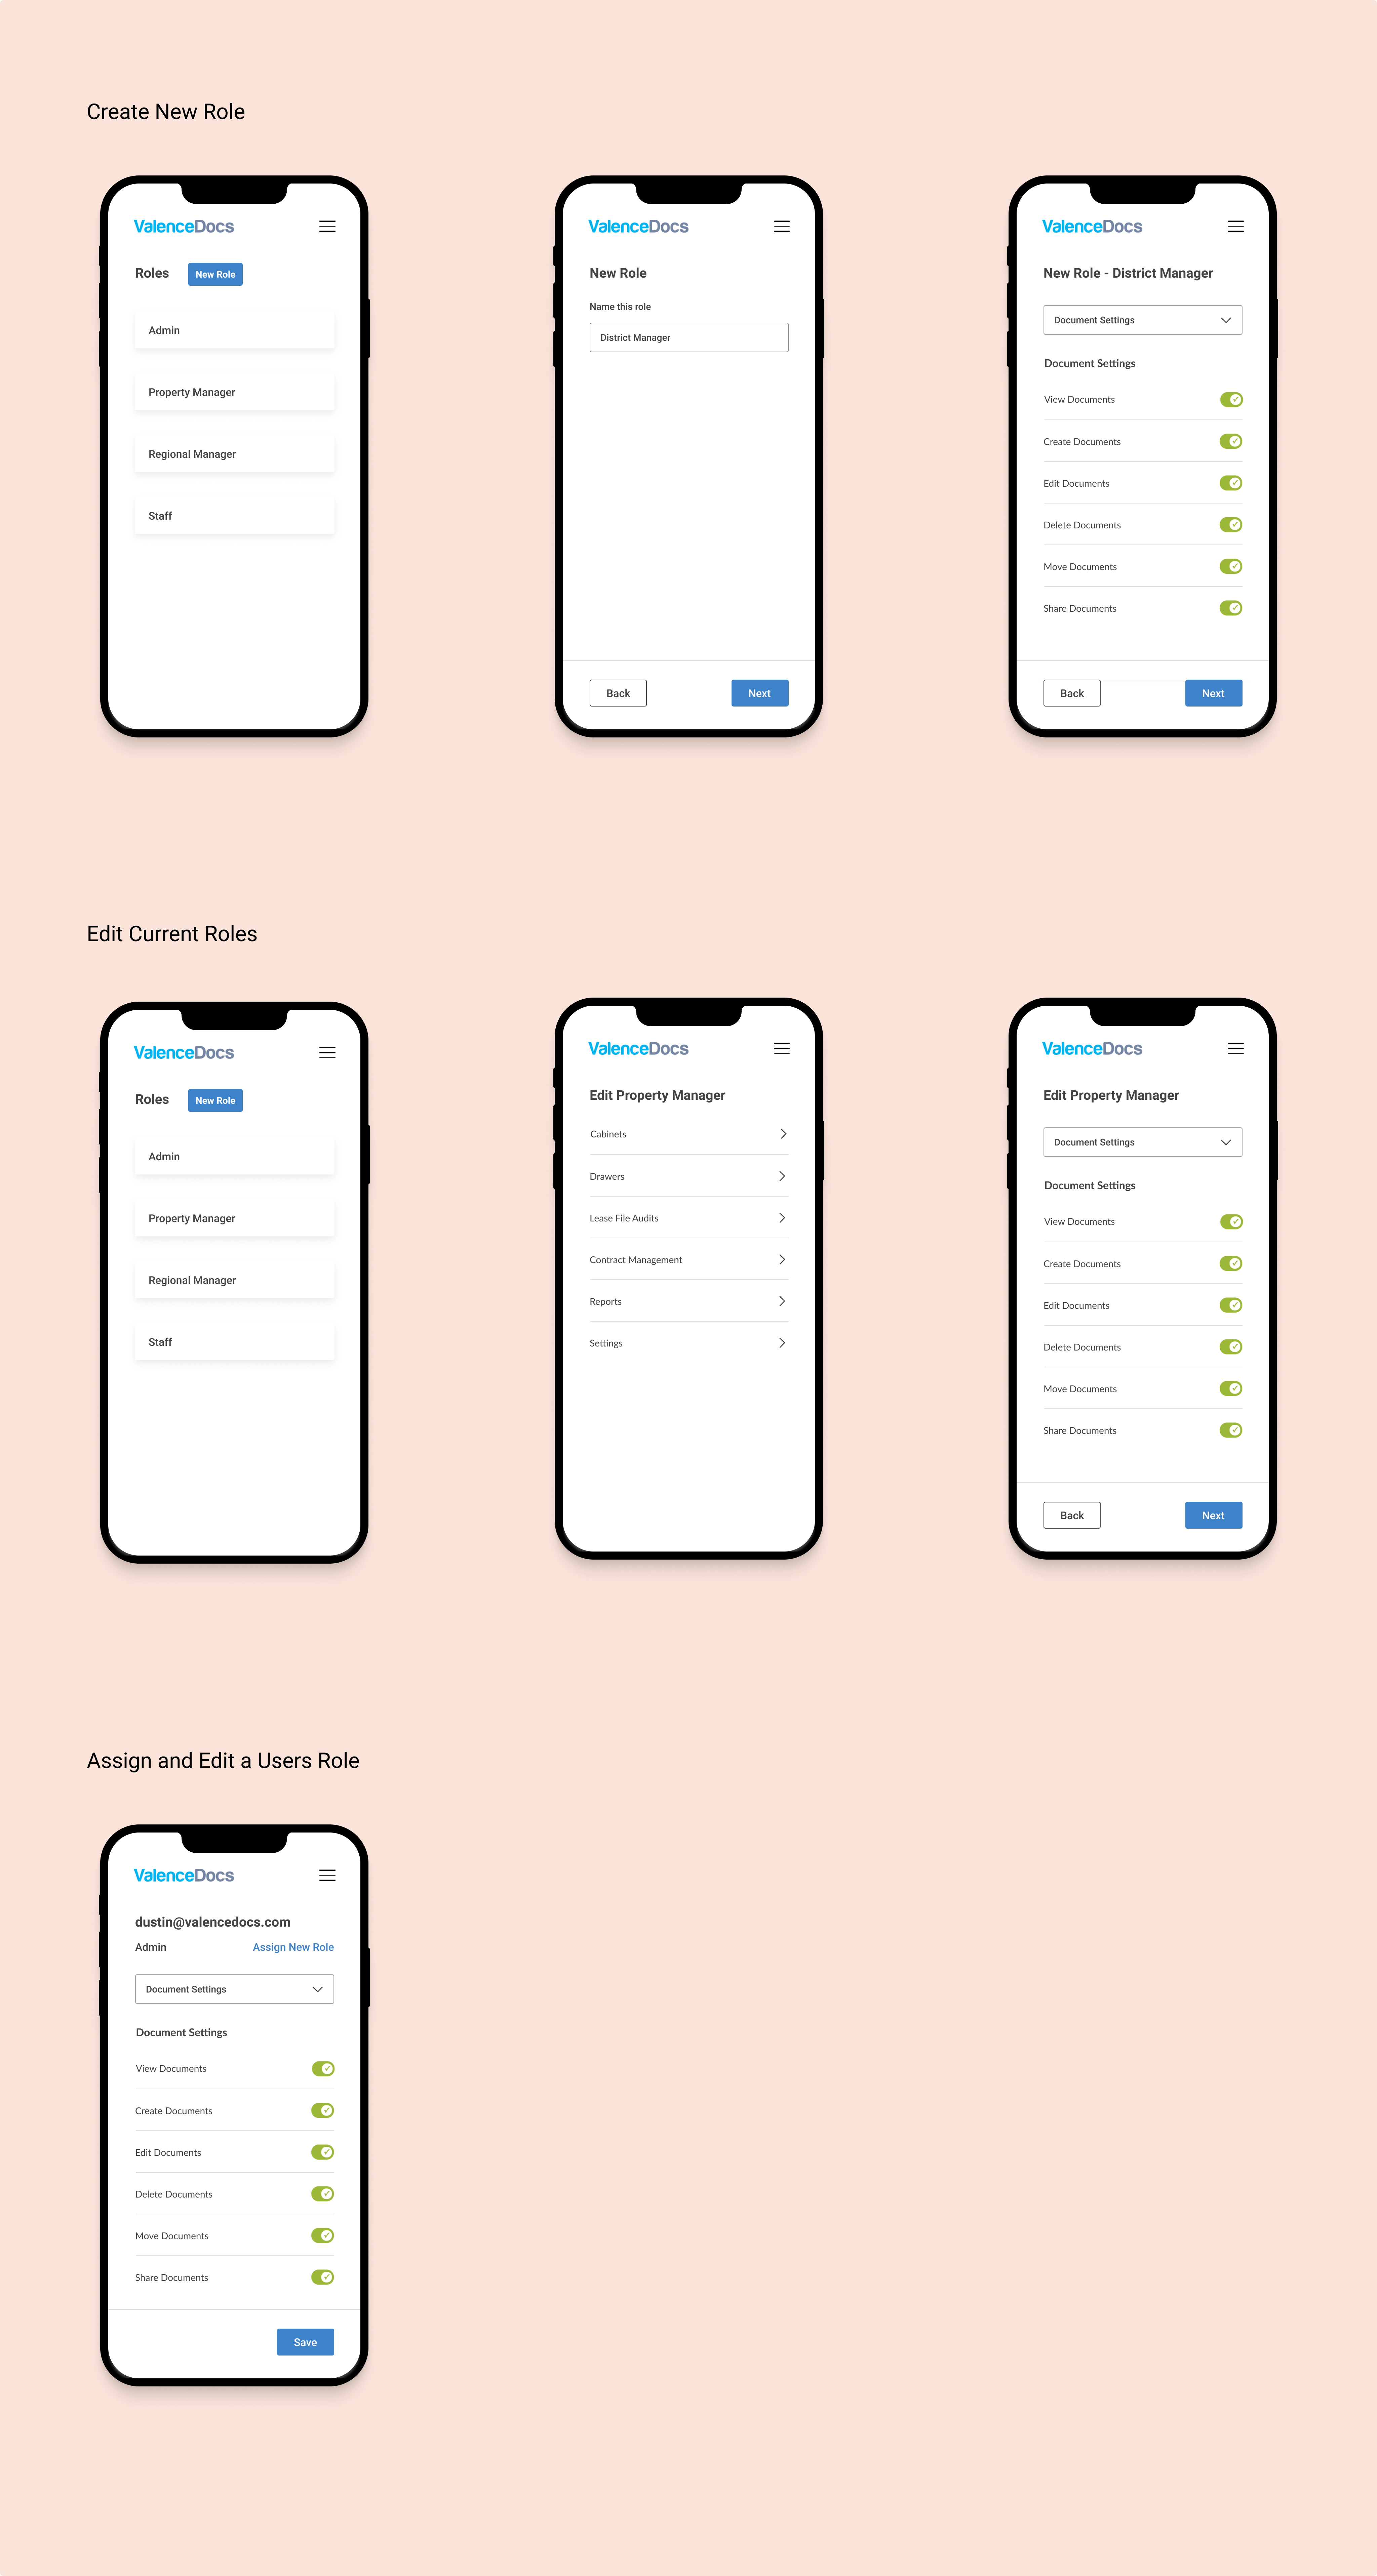 Create New Role
ValenceDocs
Roles
New Role
Admin
Property Manager
Regional Manager
Staff
ValenceDocs
New Role
Name this role
District Manager
Back
Next
ValenceDocs
New Role - District Manager
Document Settings
Document Settings
View Documents
Create Documents
Edit Documents
Delete Documents
Move Documents
Share Documents
Back
Next
Edit Current Roles
ValenceDocs
Roles
New Role
Admin
Property Manager
Regional Manager
Staff
ValenceDocs
Edit Property Manager
Cabinets
Drawers
Lease File Audits
Contract Management
Reports
Settings
ValenceDocs
Edit Property Manager
Document Settings
Document Settings
View Documents
Create Documents
Edit Documents
Delete Documents
Move Documents
Share Documents
Back
Next
Assign and Edit a Users Role
ValenceDocs
dustin@valencedocs.com
Admin
Assign New Role
Document Settings
Document Settings
View Documents
Create Documents
Edit Documents
Delete Documents
Move Documents
Share Documents
Save